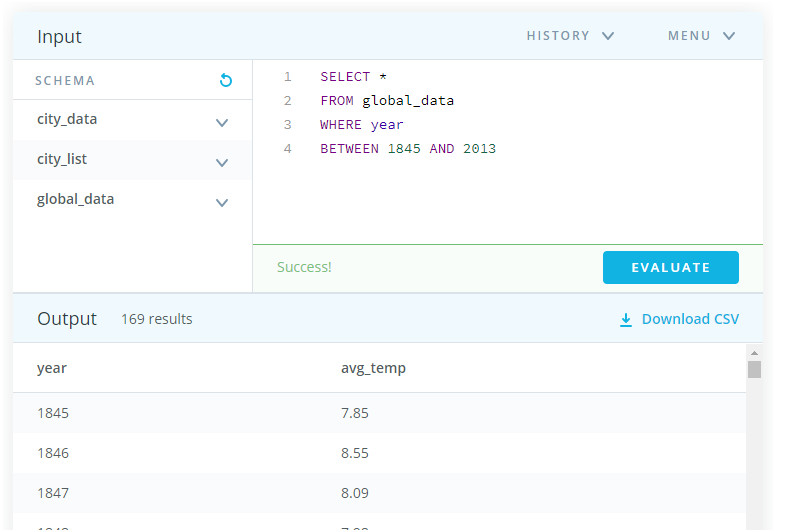 Input
HISTORY
MENU
SCHEMA
city_data
city_list
global_data
1 SELECT *
2 FROM global_data
3 WHERE year
4 BETWEEN 1845 AND 2013
Success!
EVALUATE
Output 169 results
Download CSV
year avg_temp
1845 7.85
1846 8.55
1847 8.09